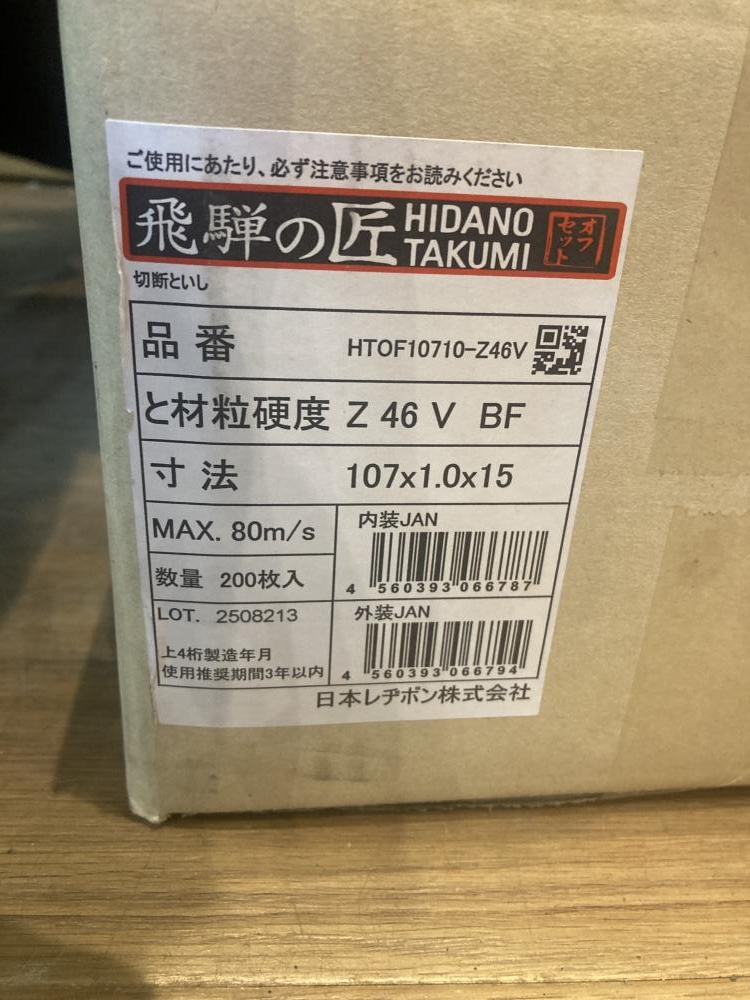 ご使用にあたり、必ず注意事項をお読みください
飛騨の匠 HIDANO TAKUMI オフセット
切断といし
品番 HTOF10710-Z46V
と材粒硬度 Z 46 V BF
寸法 107x1.0x15
MAX. 80m/s
数量 200枚入
内装JAN
4 560393 066787
LOT. 2508213
上4桁製造年月
使用推奨期間3年以内
外装JAN
4 560393 066794
日本レヂボン株式会社